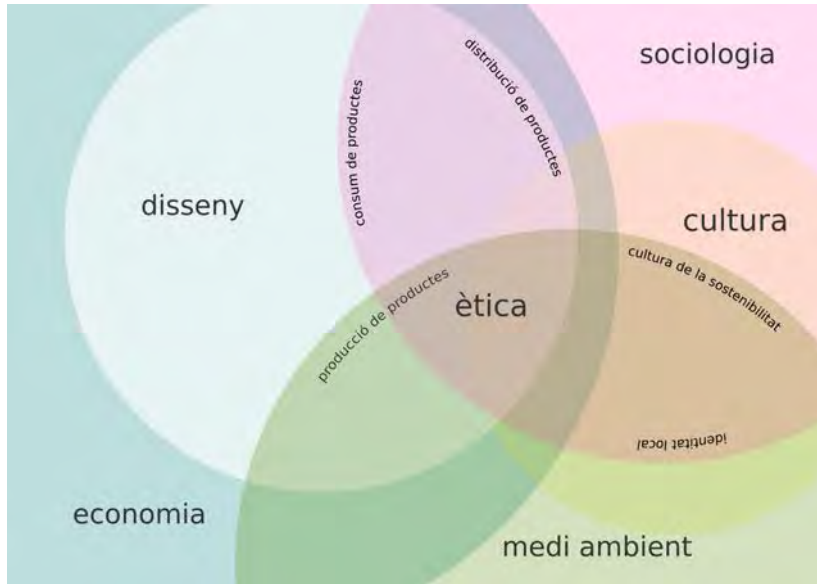 sociologia
distribució de productes
consum de productes
disseny
cultura
cultura de la sostenibilitat
producció de productes
ètica
identitat local
economia
medi ambient